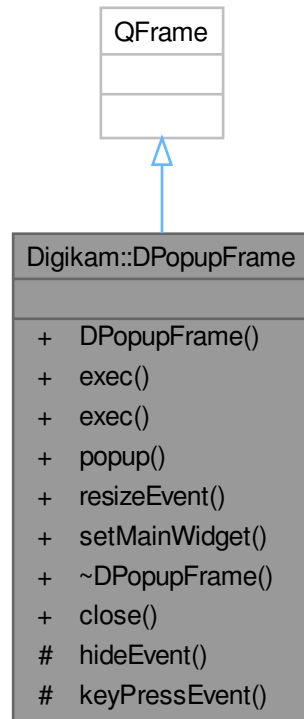 QFrame
Digikam::DPopupFrame
+ DPopupFrame()
+ exec()
+ exec()
+ popup()
+ resizeEvent()
+ setMainWidget()
+ ~DPopupFrame()
+ close()
# hideEvent()
# keyPressEvent()